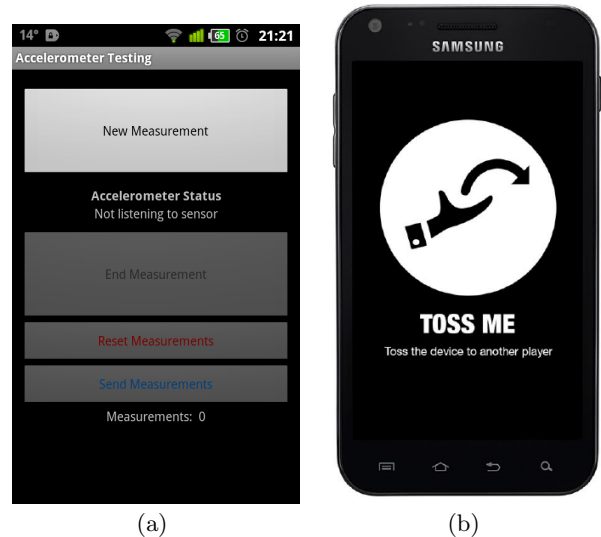 14° 65 21:21
Accelerometer Testing
New Measurement
Accelerometer Status
Not listening to sensor
End Measurement
Reset Measurements
Send Measurements
Measurements: 0
(a)
SAMSUNG
TOSS ME
Toss the device to another player
(b)